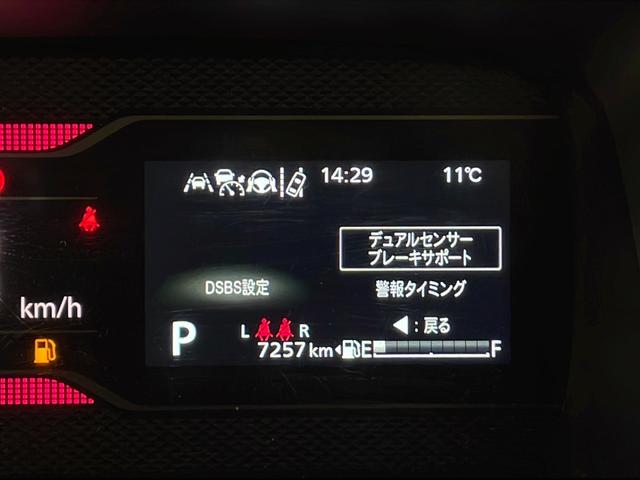 14:29 11℃
デュアルセンサー
ブレーキサポート
DSBS設定 警報タイミング
km/h
◀:戻る
P L R
7257km ◀ E F